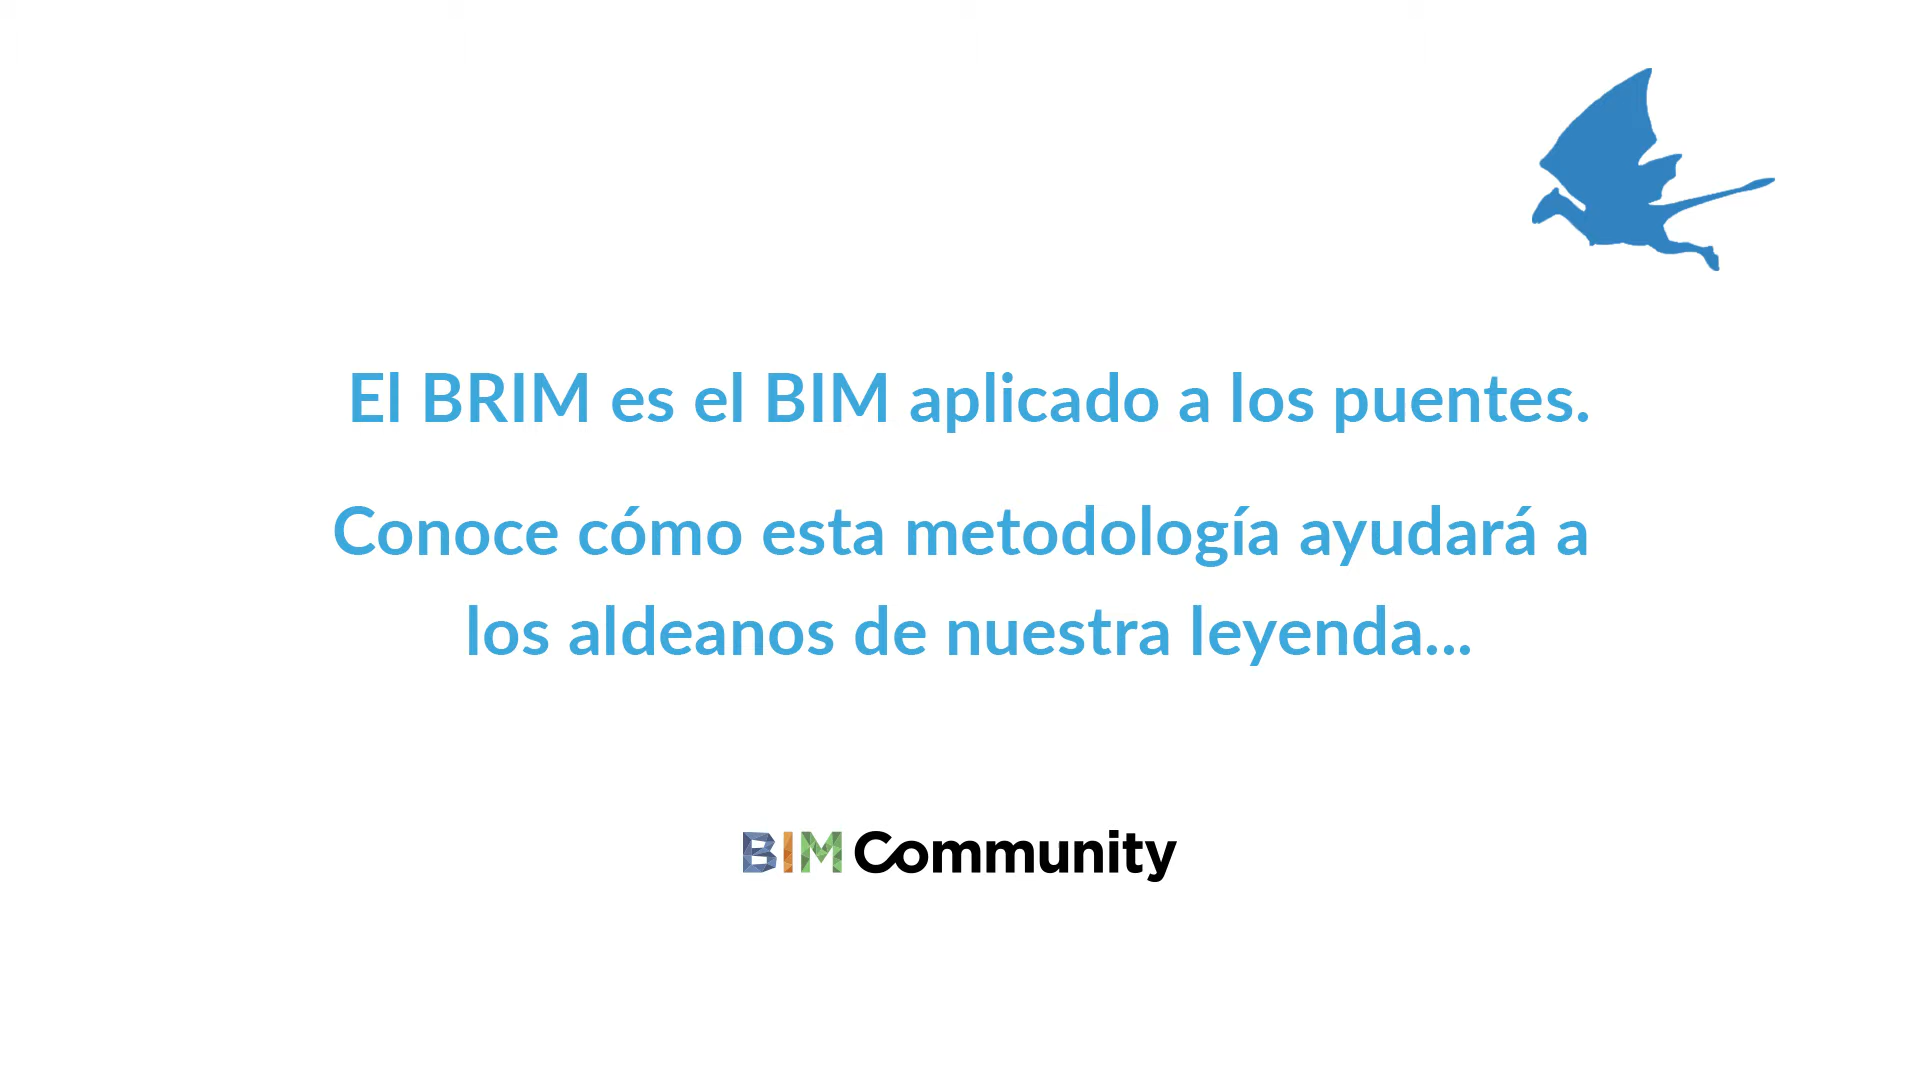 El BRIM es el BIM aplicado a los puentes.
Conoce cómo esta metodología ayudará a
los aldeanos de nuestra leyenda...
BIM Community